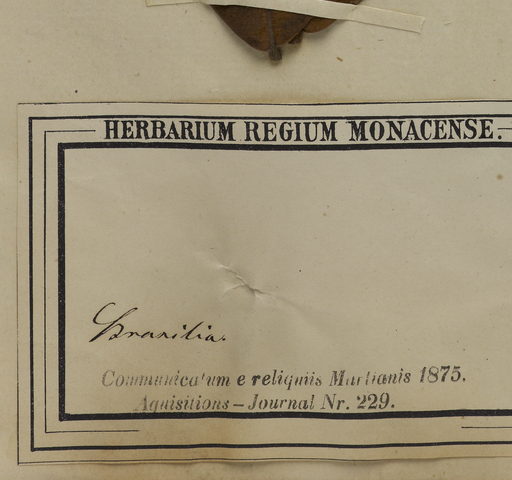 HERBARIUM REGIUM MONACENSE.
Brasilia.
Communicatum e reliquiis Martianis 1875.
Aquisitions – Journal Nr. 229.